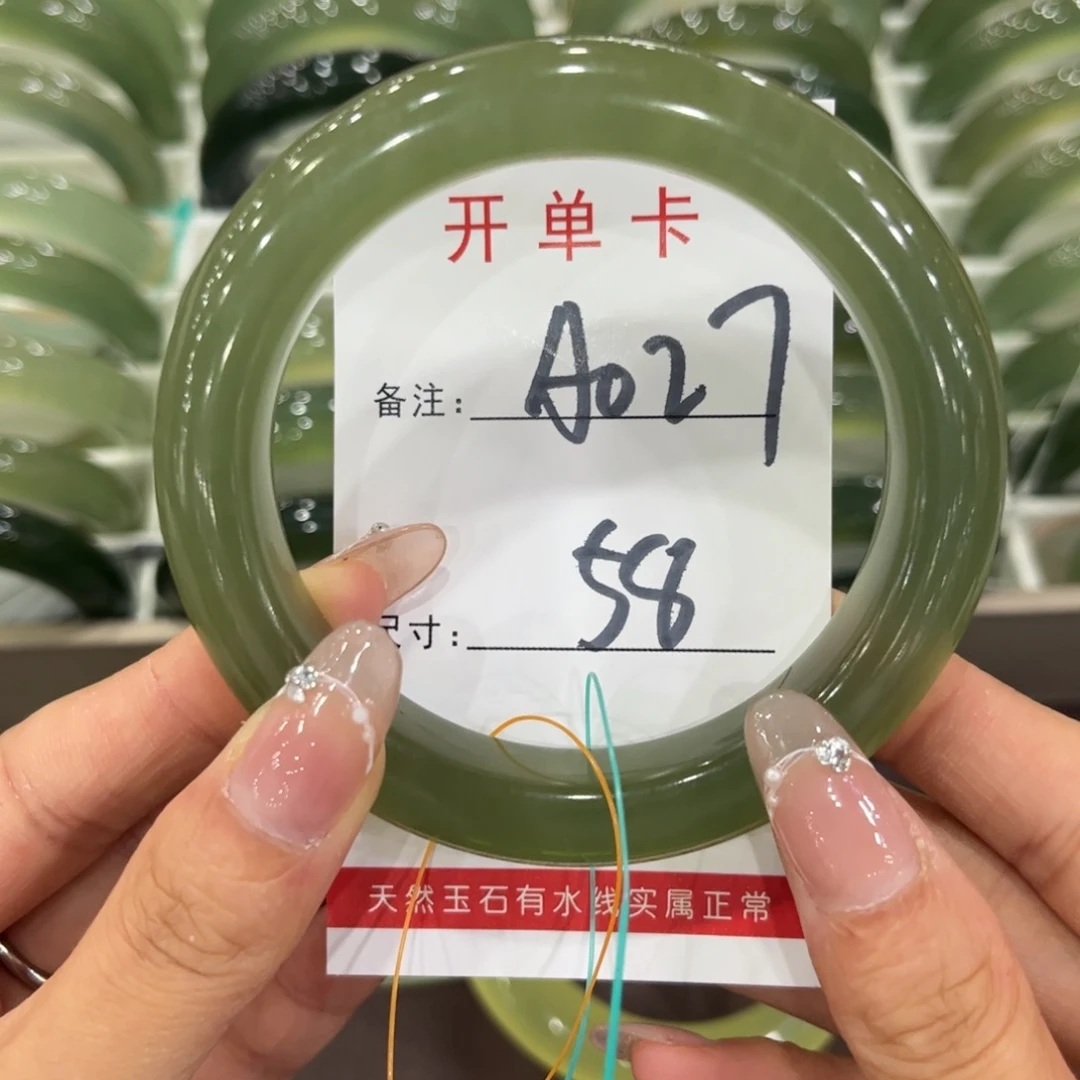 开单卡
备注: A027
尺寸: 58
天然玉石有水线实属正常